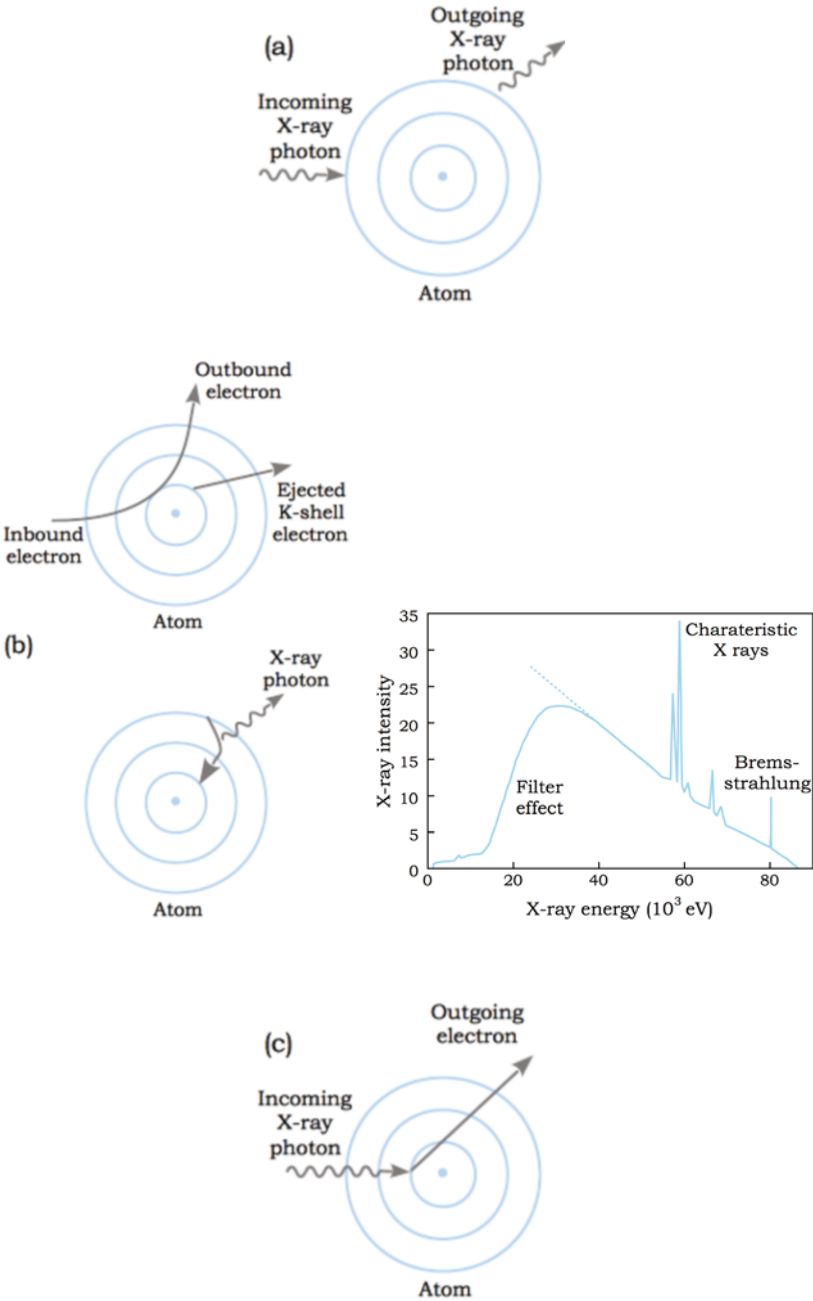 (a)
Outgoing
X-ray
photon
Incoming
X-ray
photon
Atom
Outbound
electron
Ejected
K-shell
electron
Inbound
electron
Atom
(b)
X-ray
photon
Atom
35
30
25
20
15
10
5
0
X-ray intensity
Charateristic
X rays
Brems-
strahlung
Filter
effect
0 20 40 60 80
X-ray energy (10³ eV)
(c)
Outgoing
electron
Incoming
X-ray
photon
Atom